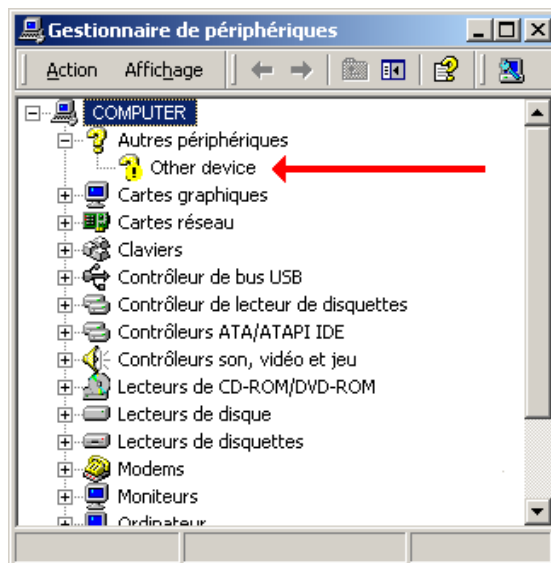 Gestionnaire de périphériques
Action Affichage
COMPUTER
Autres périphériques
Other device
Cartes graphiques
Cartes réseau
Claviers
Contrôleur de bus USB
Contrôleur de lecteur de disquettes
Contrôleurs ATA/ATAPI IDE
Contrôleurs son, vidéo et jeu
Lecteurs de CD-ROM/DVD-ROM
Lecteurs de disque
Lecteurs de disquettes
Modems
Moniteurs
Ordinateur